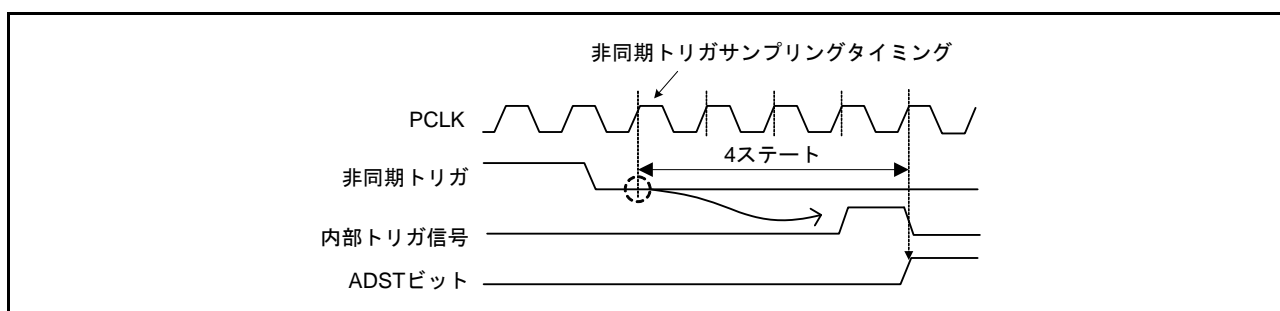 非同期トリガサンプリングタイミング
PCLK
4ステート
非同期トリガ
内部トリガ信号
ADSTビット